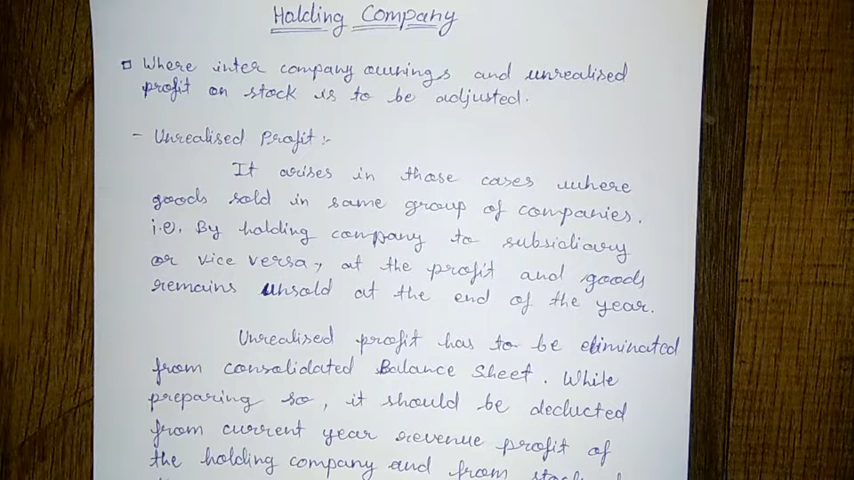 Holding Company
Where inter company ownings and unrealised
profit on stock is to be adjusted.
- Unrealised Profit:-
It arises in those cases where
goods sold in same group of companies.
i.e. By holding company to subsidiary
or vice versa, at the profit and goods
remains unsold at the end of the year.
Unrealised profit has to be eliminated
from consolidated Balance Sheet. While
preparing so, it should be deducted
from current year revenue profit of
the holding company and from